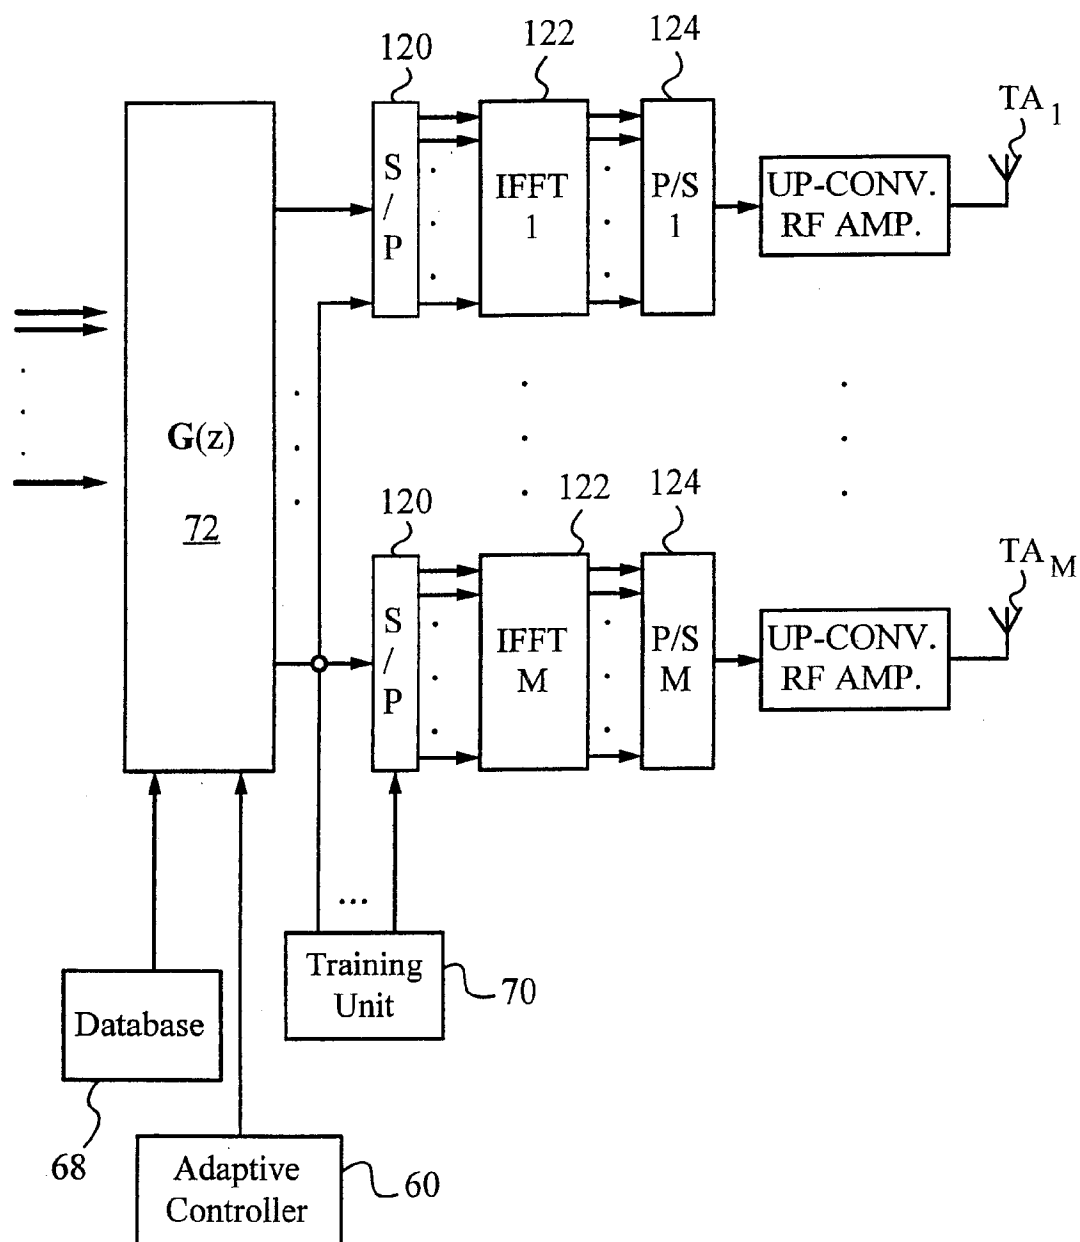 120
122
124
TA 1
S
/
P
IFFT
1
P/S
1
UP-CONV.
RF AMP.
G(z)
72
120
122
124
TA M
S
/
P
IFFT
M
P/S
M
UP-CONV.
RF AMP.
...
Training
Unit
70
Database
68
Adaptive
Controller
60